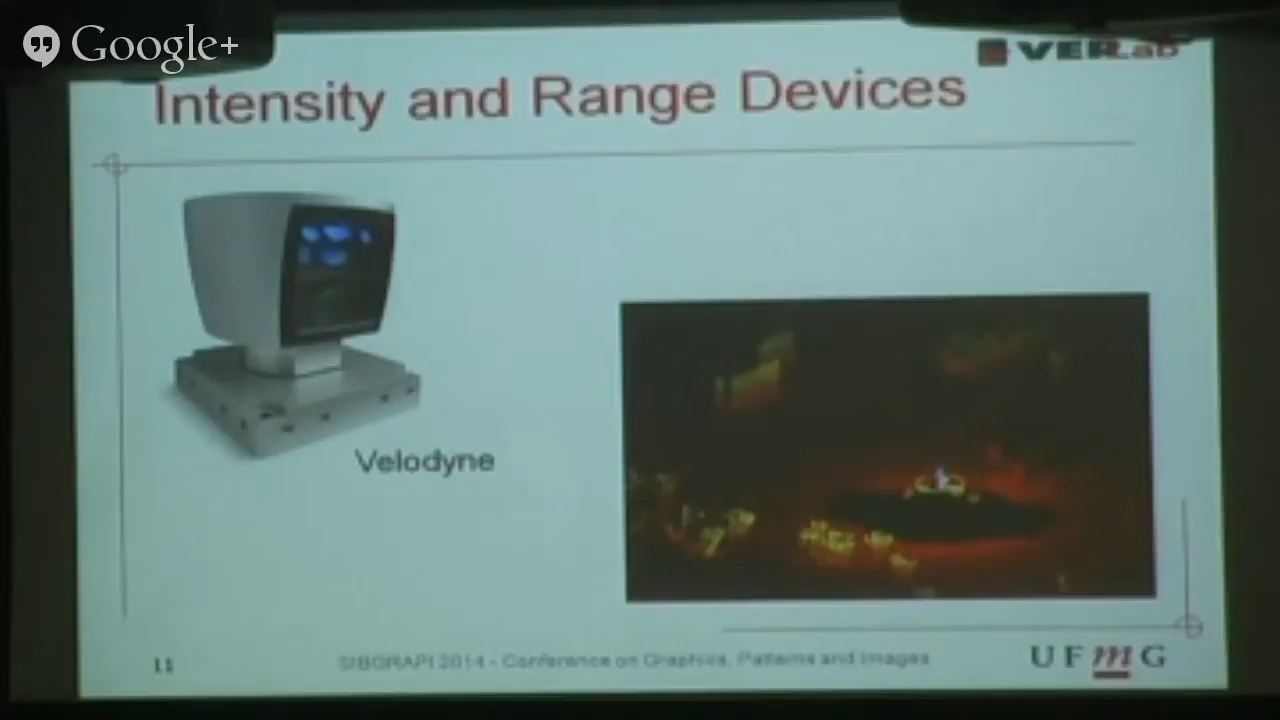 Google+
VERLab
Intensity and Range Devices
Velodyne
11
SIBGRAPI 2014 - Conference on Graphics, Patterns and Images
UFmG